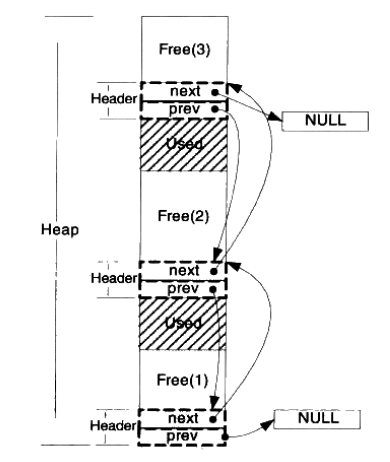 Free(3)
Header
next
prev
NULL
Used
Heap
Free(2)
Header
next
prev
Used
Free(1)
Header
next
prev
NULL